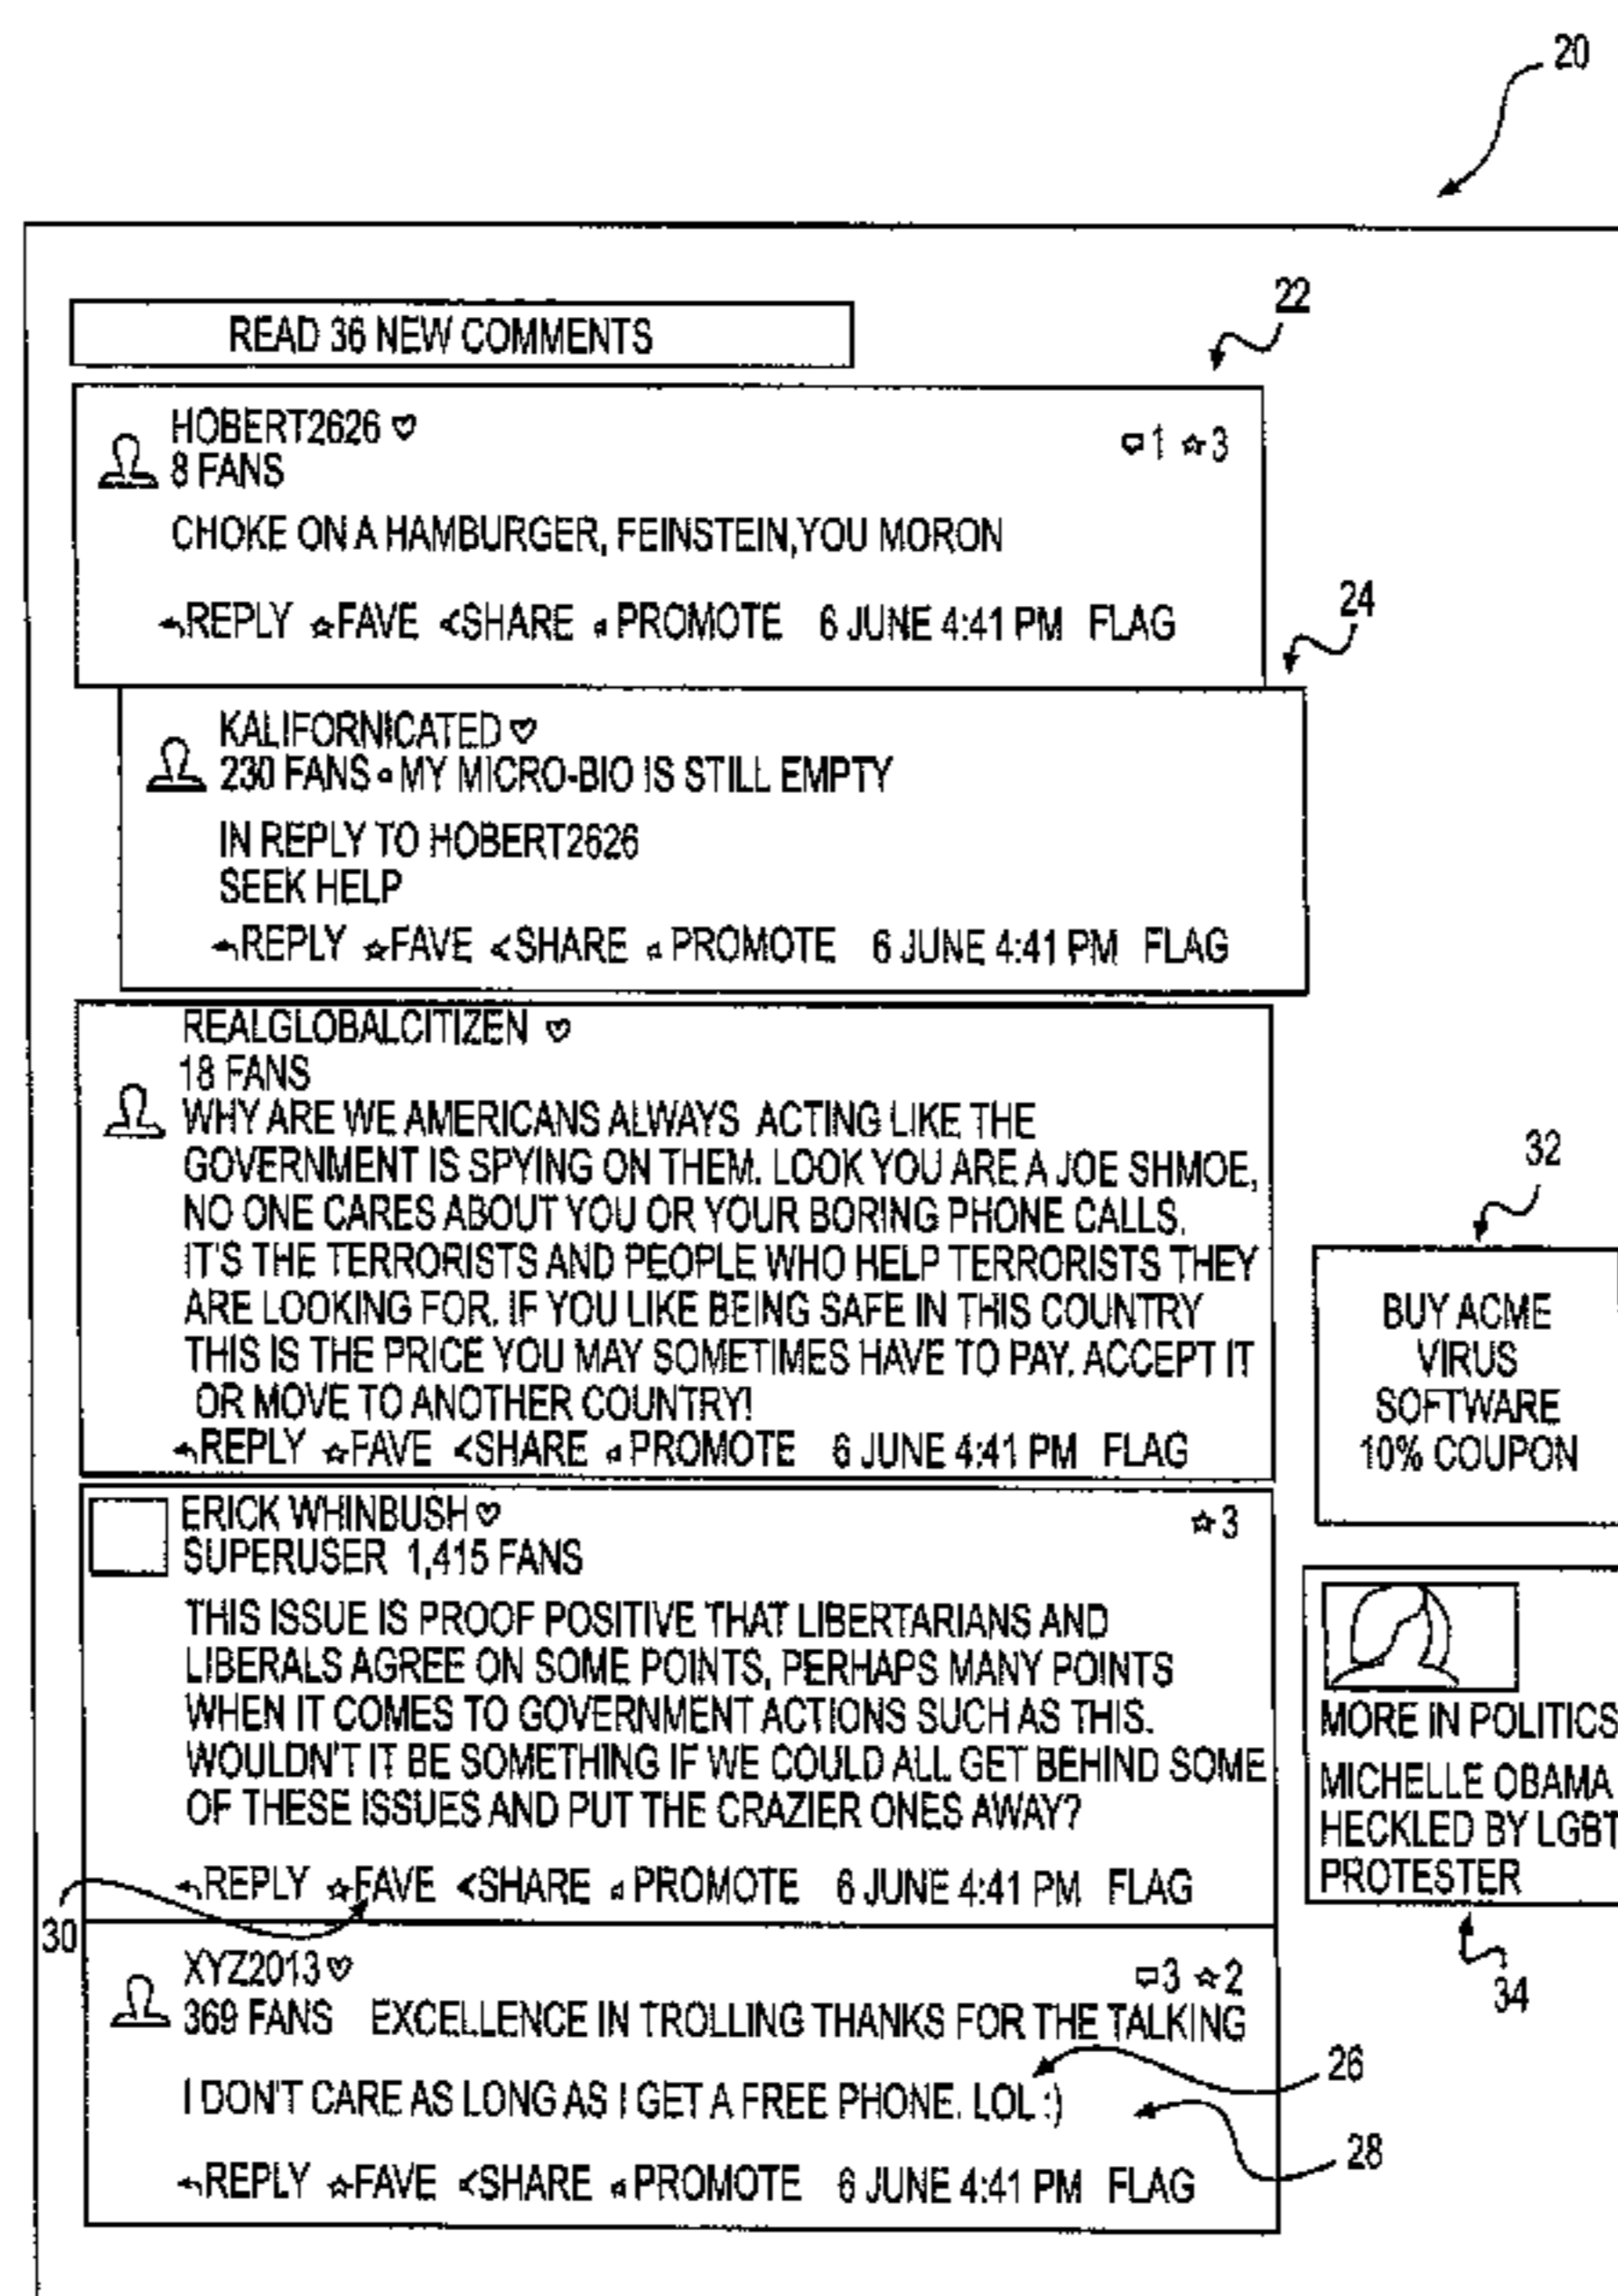 20
22
READ 36 NEW COMMENTS
HOBERT2626
8 FANS
1 3
CHOKE ON A HAMBURGER, FEINSTEIN,YOU MORON
REPLY FAVE SHARE PROMOTE 6 JUNE 4:41 PM FLAG
24
KALIFORNICATED
230 FANS MY MICRO-BIO IS STILL EMPTY
IN REPLY TO HOBERT2626
SEEK HELP
REPLY FAVE SHARE PROMOTE 6 JUNE 4:41 PM FLAG
REALGLOBALCITIZEN
18 FANS
WHY ARE WE AMERICANS ALWAYS ACTING LIKE THE
GOVERNMENT IS SPYING ON THEM. LOOK YOU ARE A JOE SHMOE,
NO ONE CARES ABOUT YOU OR YOUR BORING PHONE CALLS.
IT'S THE TERRORISTS AND PEOPLE WHO HELP TERRORISTS THEY
ARE LOOKING FOR. IF YOU LIKE BEING SAFE IN THIS COUNTRY
THIS IS THE PRICE YOU MAY SOMETIMES HAVE TO PAY. ACCEPT IT
OR MOVE TO ANOTHER COUNTRY!
REPLY FAVE SHARE PROMOTE 6 JUNE 4:41 PM FLAG
32
BUY ACME
VIRUS
SOFTWARE
10% COUPON
ERICK WHINBUSH
3
SUPERUSER 1,415 FANS
THIS ISSUE IS PROOF POSITIVE THAT LIBERTARIANS AND
LIBERALS AGREE ON SOME POINTS, PERHAPS MANY POINTS
WHEN IT COMES TO GOVERNMENT ACTIONS SUCH AS THIS.
WOULDN'T IT BE SOMETHING IF WE COULD ALL GET BEHIND SOME
OF THESE ISSUES AND PUT THE CRAZIER ONES AWAY?
REPLY FAVE SHARE PROMOTE 6 JUNE 4:41 PM FLAG
30
MORE IN POLITICS
MICHELLE OBAMA
HECKLED BY LGBT
PROTESTER
34
XYZ2013
3 2
369 FANS EXCELLENCE IN TROLLING THANKS FOR THE TALKING
26
I DON'T CARE AS LONG AS I GET A FREE PHONE. LOL :)
28
REPLY FAVE SHARE PROMOTE 6 JUNE 4:41 PM FLAG